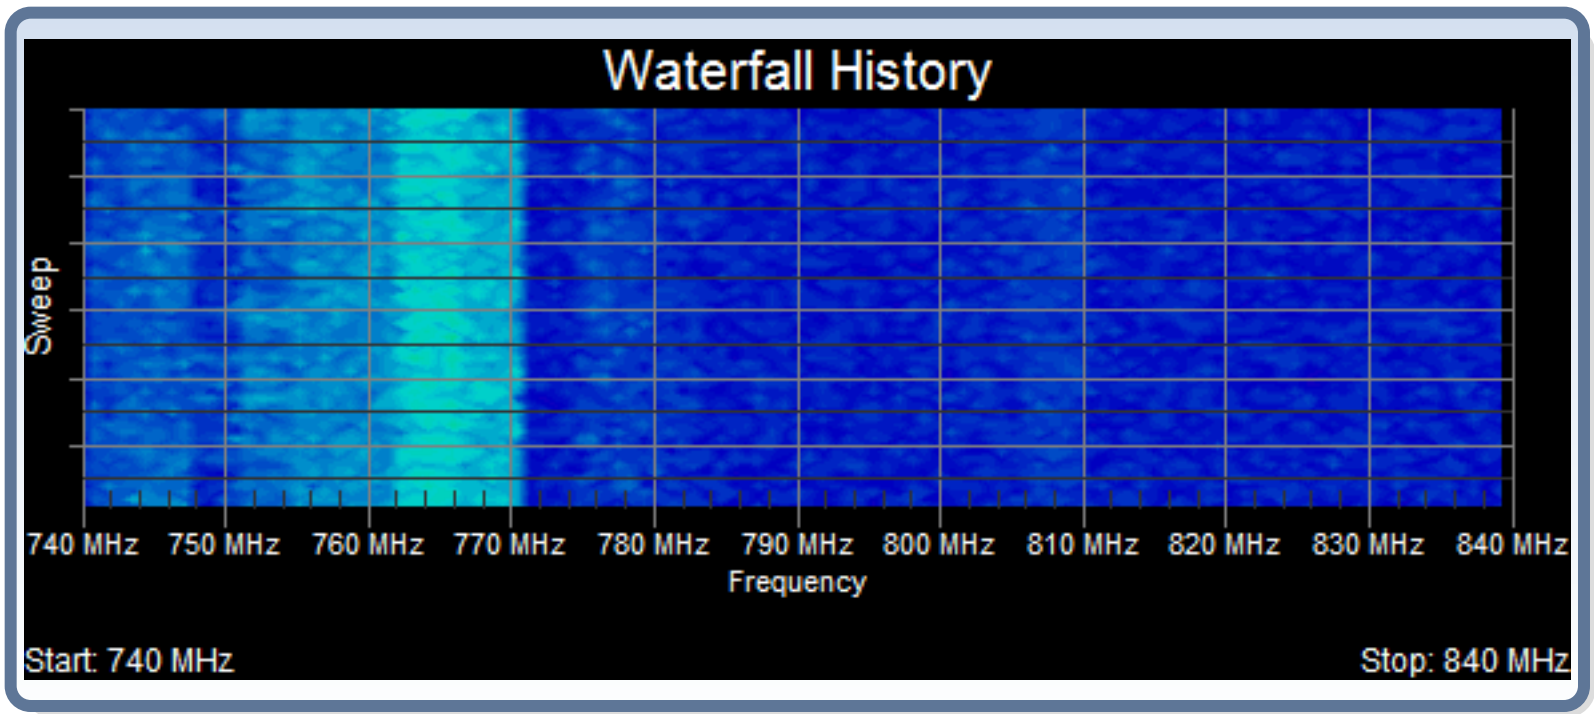 Waterfall History
Sweep
740 MHz 750 MHz 760 MHz 770 MHz 780 MHz 790 MHz 800 MHz 810 MHz 820 MHz 830 MHz 840 MHz
Frequency
Start: 740 MHz Stop: 840 MHz